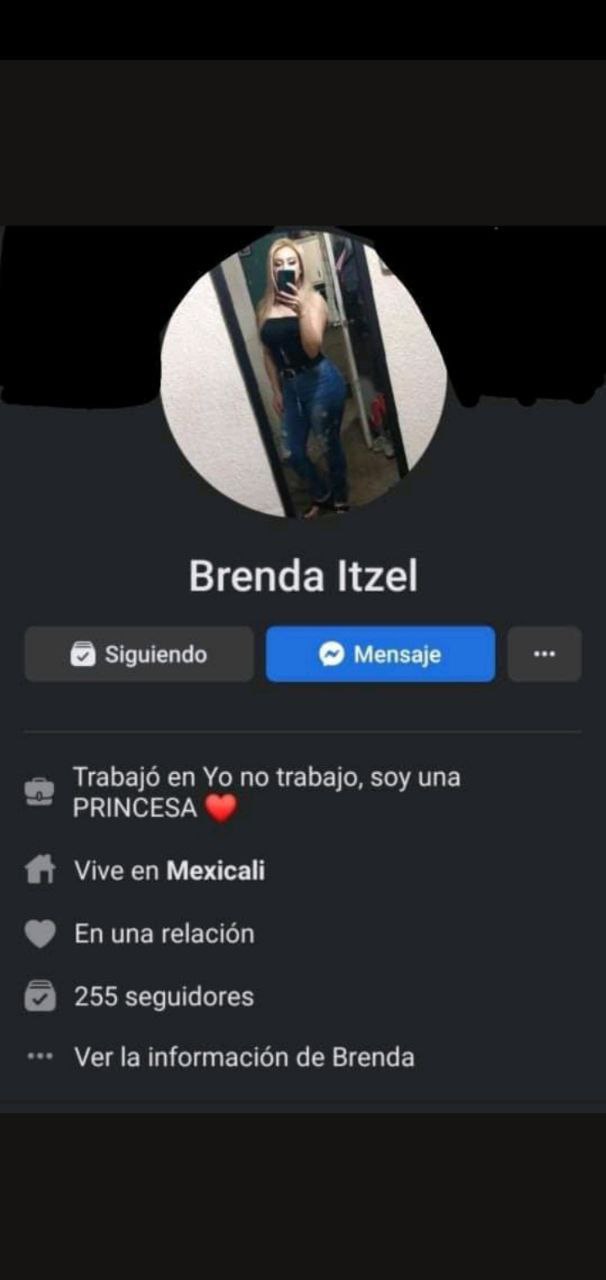 Brenda Itzel
Siguiendo
Mensaje
Trabajó en Yo no trabajo, soy una
PRINCESA ❤️
Vive en Mexicali
En una relación
255 seguidores
Ver la información de Brenda